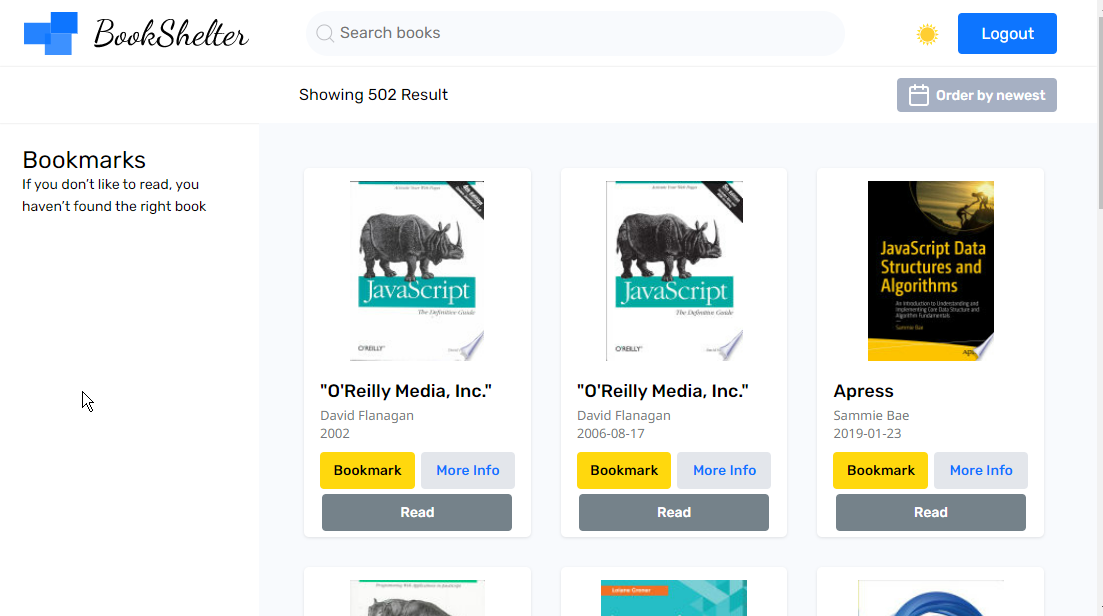 BookShelter
Search books
Logout
Showing 502 Result
Order by newest
Bookmarks
If you don't like to read, you
haven't found the right book
Activate Your Web Pages
JavaScript
The Definitive Guide
O'REILLY
JavaScript
The Definitive Guide
O'REILLY
JavaScript Data
Structures and
Algorithms
An Introduction to Understanding and
Implementing Core Data Structure and
Algorithm Fundamentals
Sammie Bae
"O'Reilly Media, Inc."
David Flanagan
2002
Bookmark
More Info
Read
"O'Reilly Media, Inc."
David Flanagan
2006-08-17
Bookmark
More Info
Read
Apress
Sammie Bae
2019-01-23
Bookmark
More Info
Read